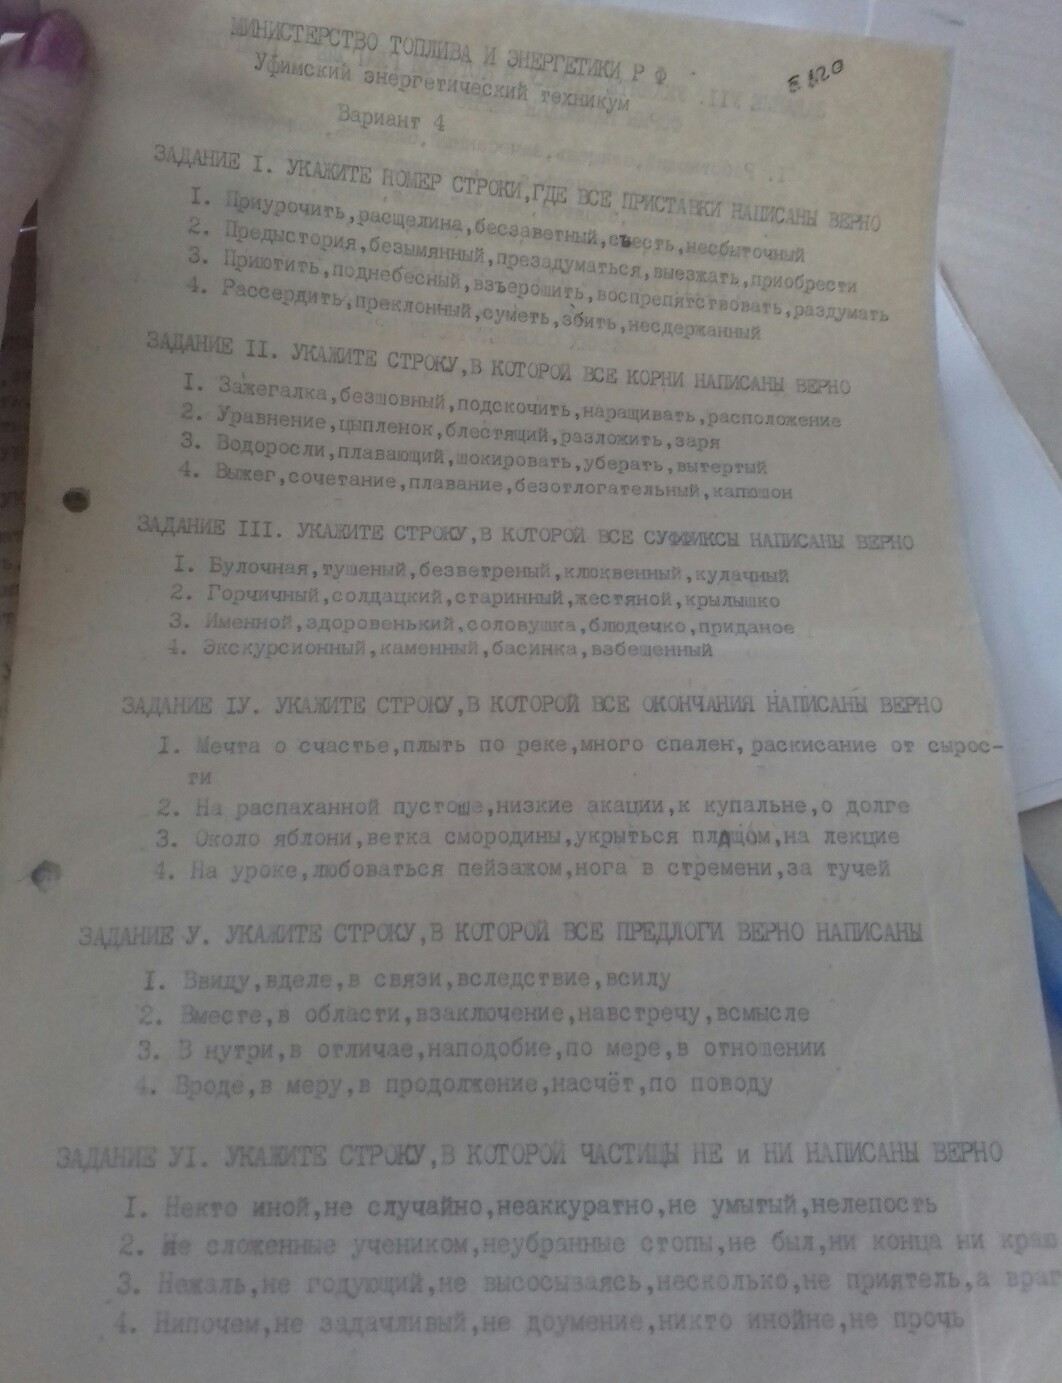 МИНИСТЕРСТВО ТОПЛИВА И ЭНЕРГЕТИКИ Р Ф
Уфимский энергетический техникум
Вариант 4
ЗАДАНИЕ I. УКАЖИТЕ НОМЕР СТРОКИ,ГДЕ ВСЕ ПРИСТАВКИ НАПИСАНЫ ВЕРНО
I. Приурочить,расщелина,бесзаветный,съесть,несбыточный
2. Предыстория,безымянный,презадуматься,выезжать,приобрести
3. Приютить,поднебесный,взъерошить,воспрепятствовать,раздумать
4. Рассердить,преклонный,суметь,збить,несдержанный
ЗАДАНИЕ II. УКАЖИТЕ СТРОКУ,В КОТОРОЙ ВСЕ КОРНИ НАПИСАНЫ ВЕРНО
I. Зажегалка,безшовный,подскочить,наращивать,расположение
2. Уравнение,цыпленок,блестящий,разложить,заря
3. Водоросли,плавающий,шокировать,уберать,вытертый
4. Выжег,сочетание,плавание,безотлогательный,капюшон
ЗАДАНИЕ III. УКАЖИТЕ СТРОКУ,В КОТОРОЙ ВСЕ СУФФИКСЫ НАПИСАНЫ ВЕРНО
I. Булочная,тушеный,безветреный,клюквенный,кулачный
2. Горчичный,солдацкий,старинный,жестяной,крылышко
3. Именной,здоровенький,соловушка,блюдечко,приданое
4. Экскурсионный,каменный,басинка,взбешенный
ЗАДАНИЕ IУ. УКАЖИТЕ СТРОКУ,В КОТОРОЙ ВСЕ ОКОНЧАНИЯ НАПИСАНЫ ВЕРНО
I. Мечта о счастье,плыть по реке,много спален,раскисание от сырос-
ти
2. На распаханной пустоше,низкие акации,к купальне,о долге
3. Около яблони,ветка смородины,укрыться плащом,на лекцие
4. На уроке,любоваться пейзажом,нога в стремени,за тучей
ЗАДАНИЕ У. УКАЖИТЕ СТРОКУ,В КОТОРОЙ ВСЕ ПРЕДЛОГИ ВЕРНО НАПИСАНЫ
I. Ввиду,вделе,в связи,вследствие,всилу
2. Вместе,в области,взаключение,навстречу,всмысле
3. В нутри,в отличае,наподобие,по мере,в отношении
4. Вроде,в меру,в продолжение,насчёт,по поводу
ЗАДАНИЕ УI. УКАЖИТЕ СТРОКУ,В КОТОРОЙ ЧАСТИЦЫ НЕ и НИ НАПИСАНЫ ВЕРНО
I. Некто иной,не случайно,неаккуратно,не умытый,нелепость
2. Не сложенные учеником,неубранные стопы,не был,ни конца ни краю
3. Нежаль,не годующий,не высосываясь,несколько,не приятель,а враг
4. Нипочем,не задачливый,не доумение,никто инойне,не прочь